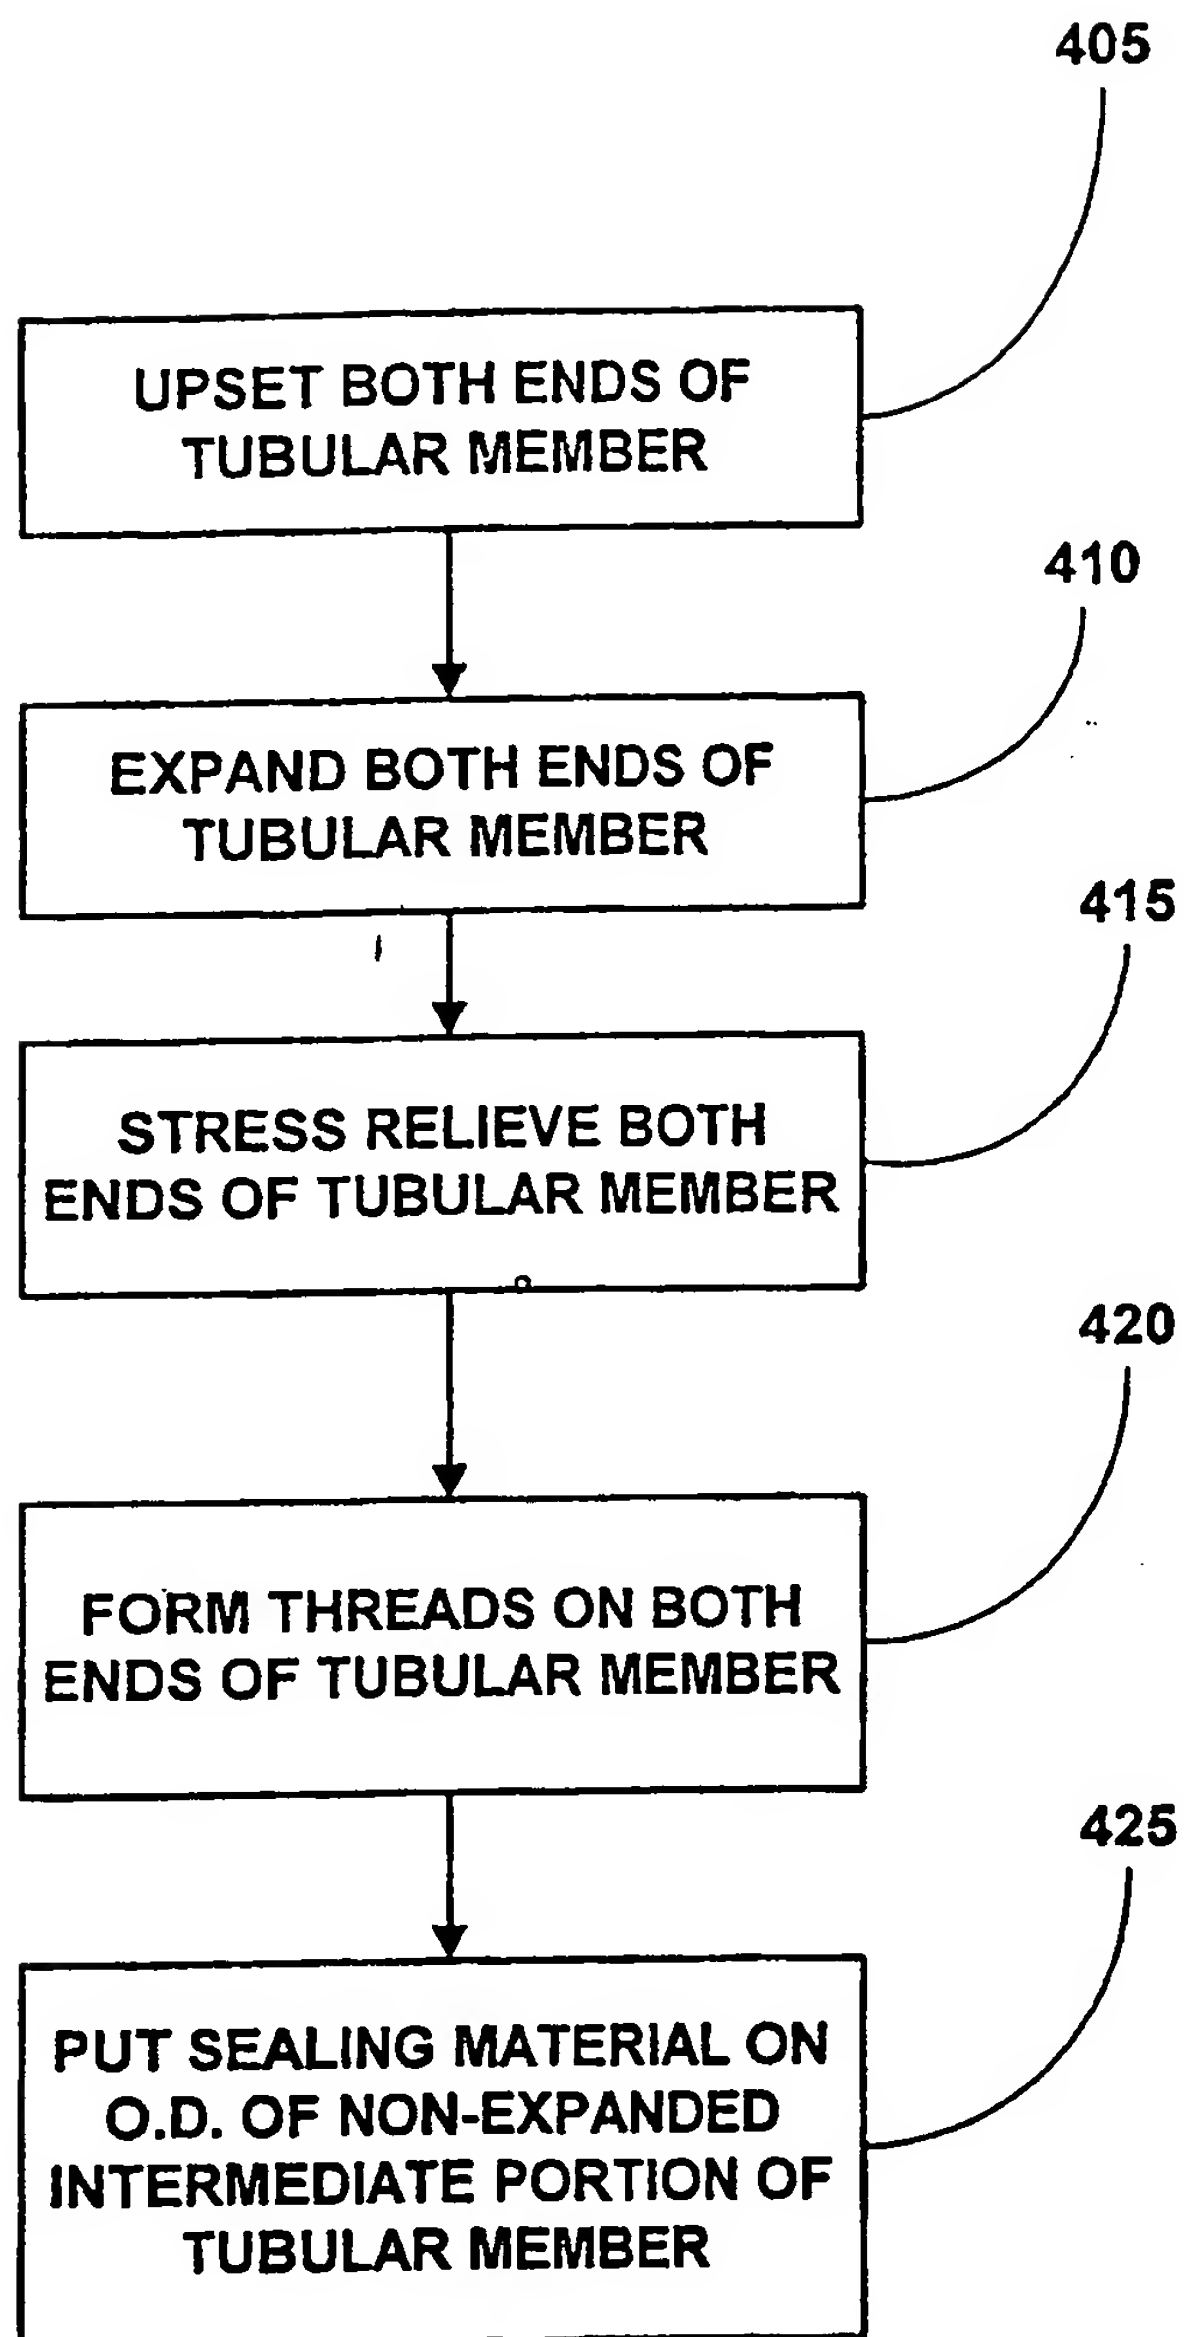 405
UPSET BOTH ENDS OF
TUBULAR MEMBER
410
EXPAND BOTH ENDS OF
TUBULAR MEMBER
415
STRESS RELIEVE BOTH
ENDS OF TUBULAR MEMBER
420
FORM THREADS ON BOTH
ENDS OF TUBULAR MEMBER
425
PUT SEALING MATERIAL ON
O.D. OF NON-EXPANDED
INTERMEDIATE PORTION OF
TUBULAR MEMBER